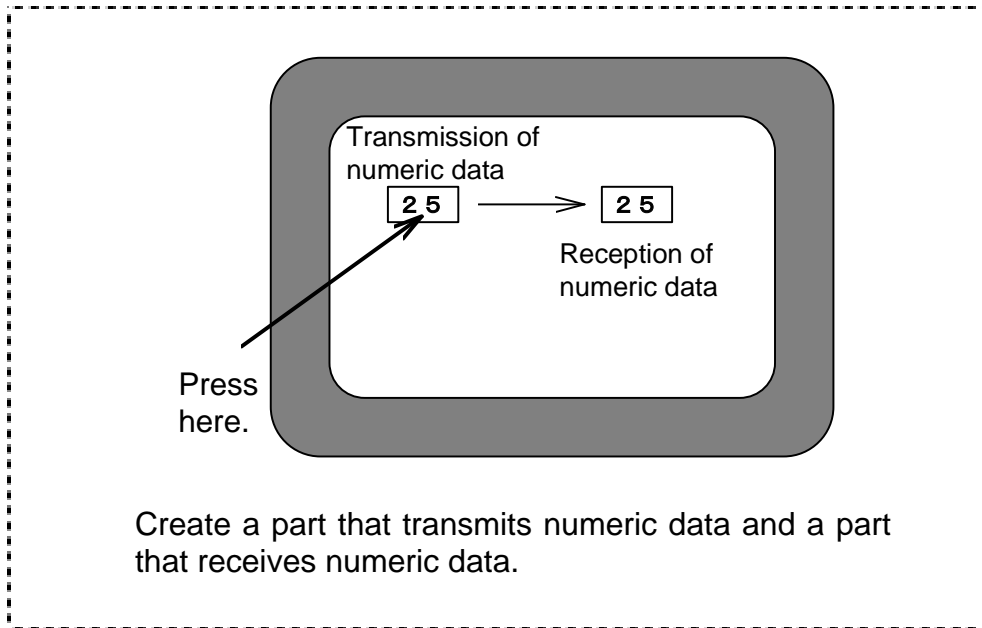 Transmission of
numeric data
25
25
Reception of
numeric data
Press
here.
Create a part that transmits numeric data and a part
that receives numeric data.